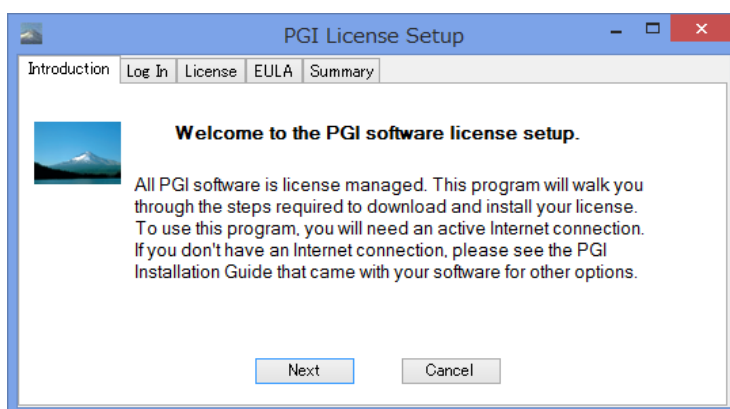 PGI License Setup
Introduction
Log In
License
EULA
Summary
Welcome to the PGI software license setup.
All PGI software is license managed. This program will walk you
through the steps required to download and install your license.
To use this program, you will need an active Internet connection.
If you don't have an Internet connection, please see the PGI
Installation Guide that came with your software for other options.
Next
Cancel